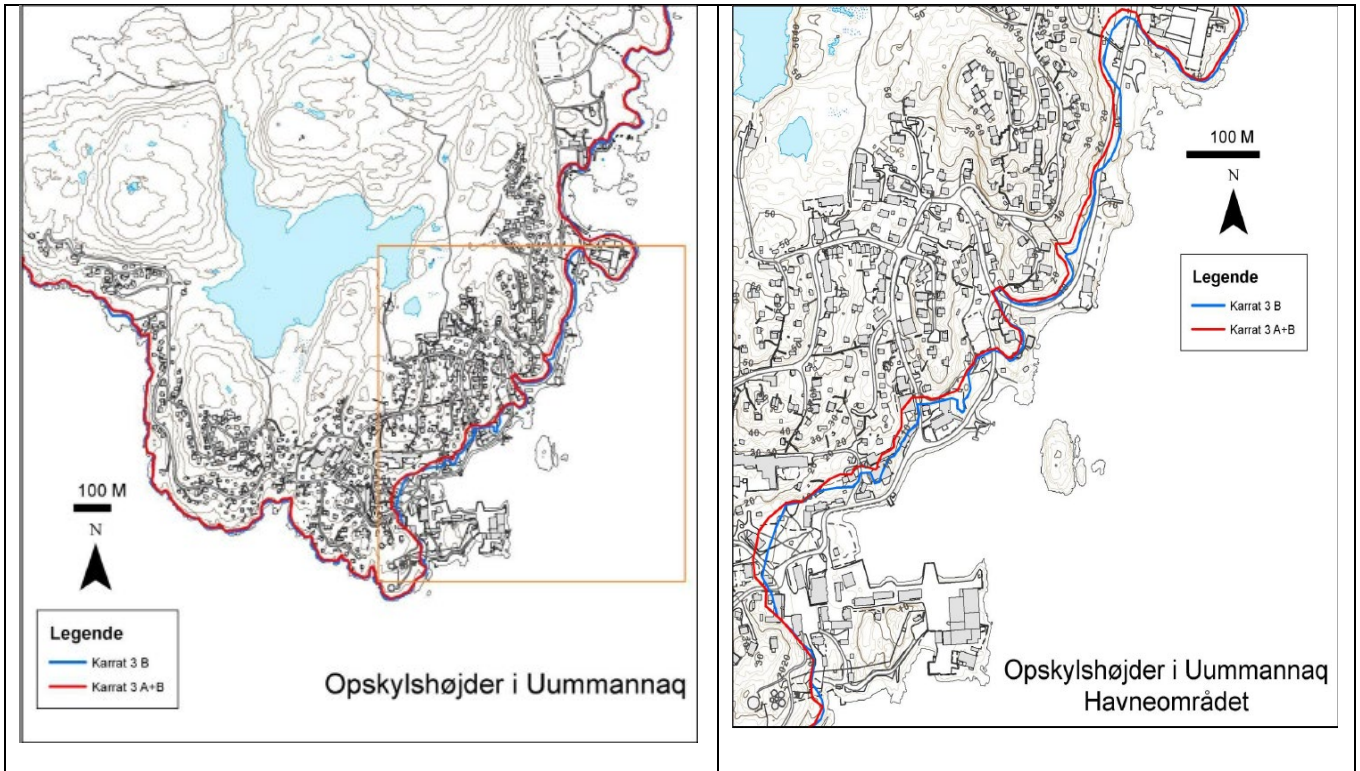 100 M
N
Legende
Karrat 3 B
Karrat 3 A+B
Opskylshøjder i Uummannaq
100 M
N
Legende
Karrat 3 B
Karrat 3 A+B
Opskylshøjder i Uummannaq
Havneområdet